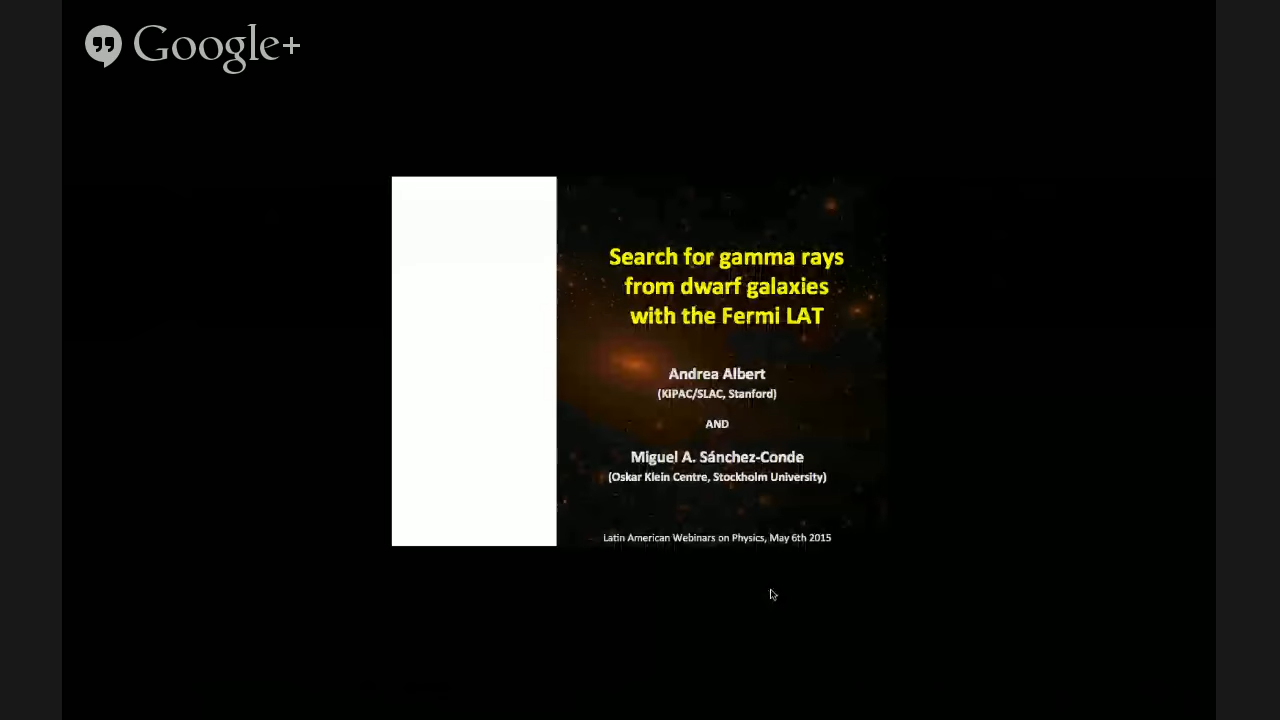 Google+
Search for gamma rays
from dwarf galaxies
with the Fermi LAT
Andrea Albert
(KIPAC/SLAC, Stanford)
AND
Miguel A. Sánchez-Conde
(Oskar Klein Centre, Stockholm University)
Latin American Webinars on Physics, May 6th 2015